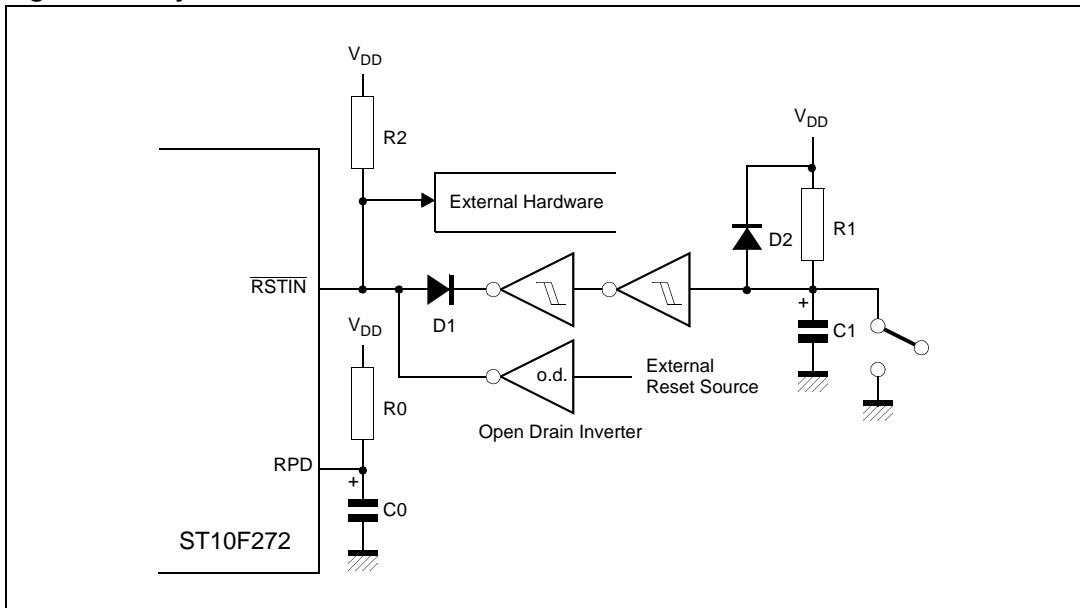 V_DD
R2
V_DD
External Hardware
D2
R1
RSTIN
D1
+
C1
V_DD
o.d.
External
Reset Source
R0
Open Drain Inverter
RPD
+
C0
ST10F272